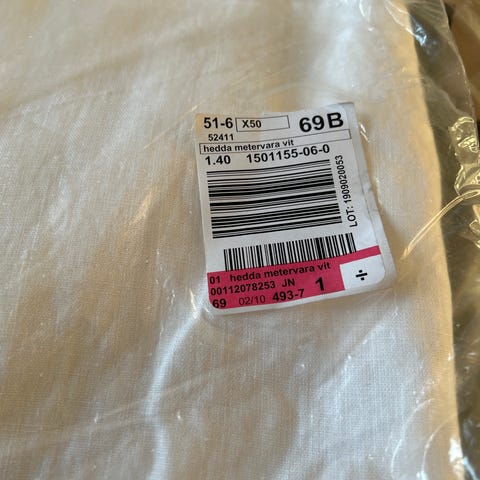 51-6 X50 69B
52411
hedda metervara vit
1.40 1501155-06-0
LOT: 1909020053
01 hedda metervara vit
00112078253 JN 1 ÷
69 02/10 493-7